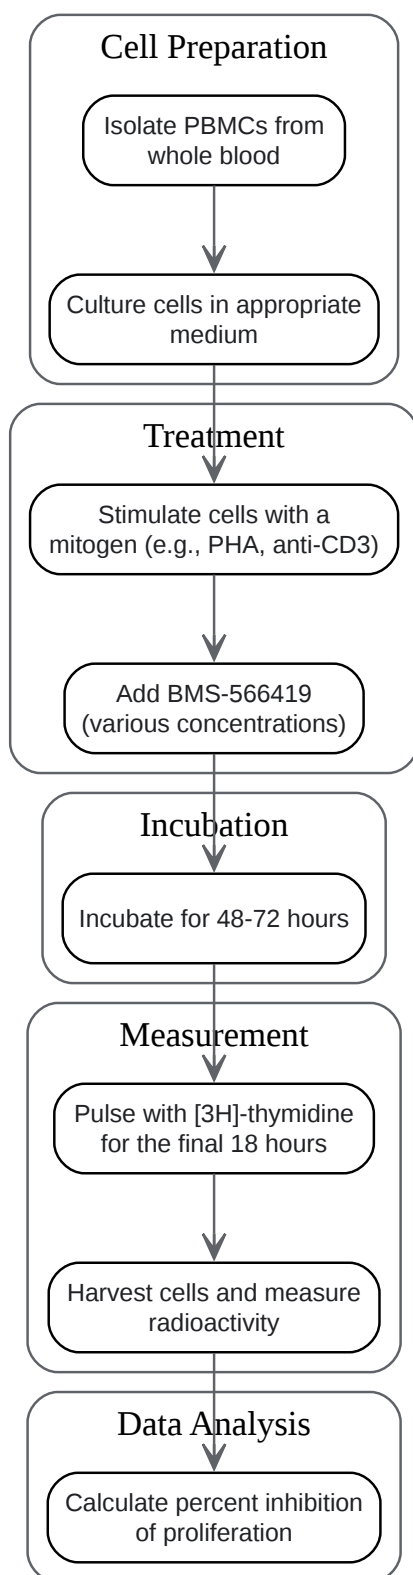 Cell Preparation
Isolate PBMCs from
whole blood
Culture cells in appropriate
medium
Treatment
Stimulate cells with a
mitogen (e.g., PHA, anti-CD3)
Add BMS-566419
(various concentrations)
Incubation
Incubate for 48-72 hours
Measurement
Pulse with [3H]-thymidine
for the final 18 hours
Harvest cells and measure
radioactivity
Data Analysis
Calculate percent inhibition
of proliferation